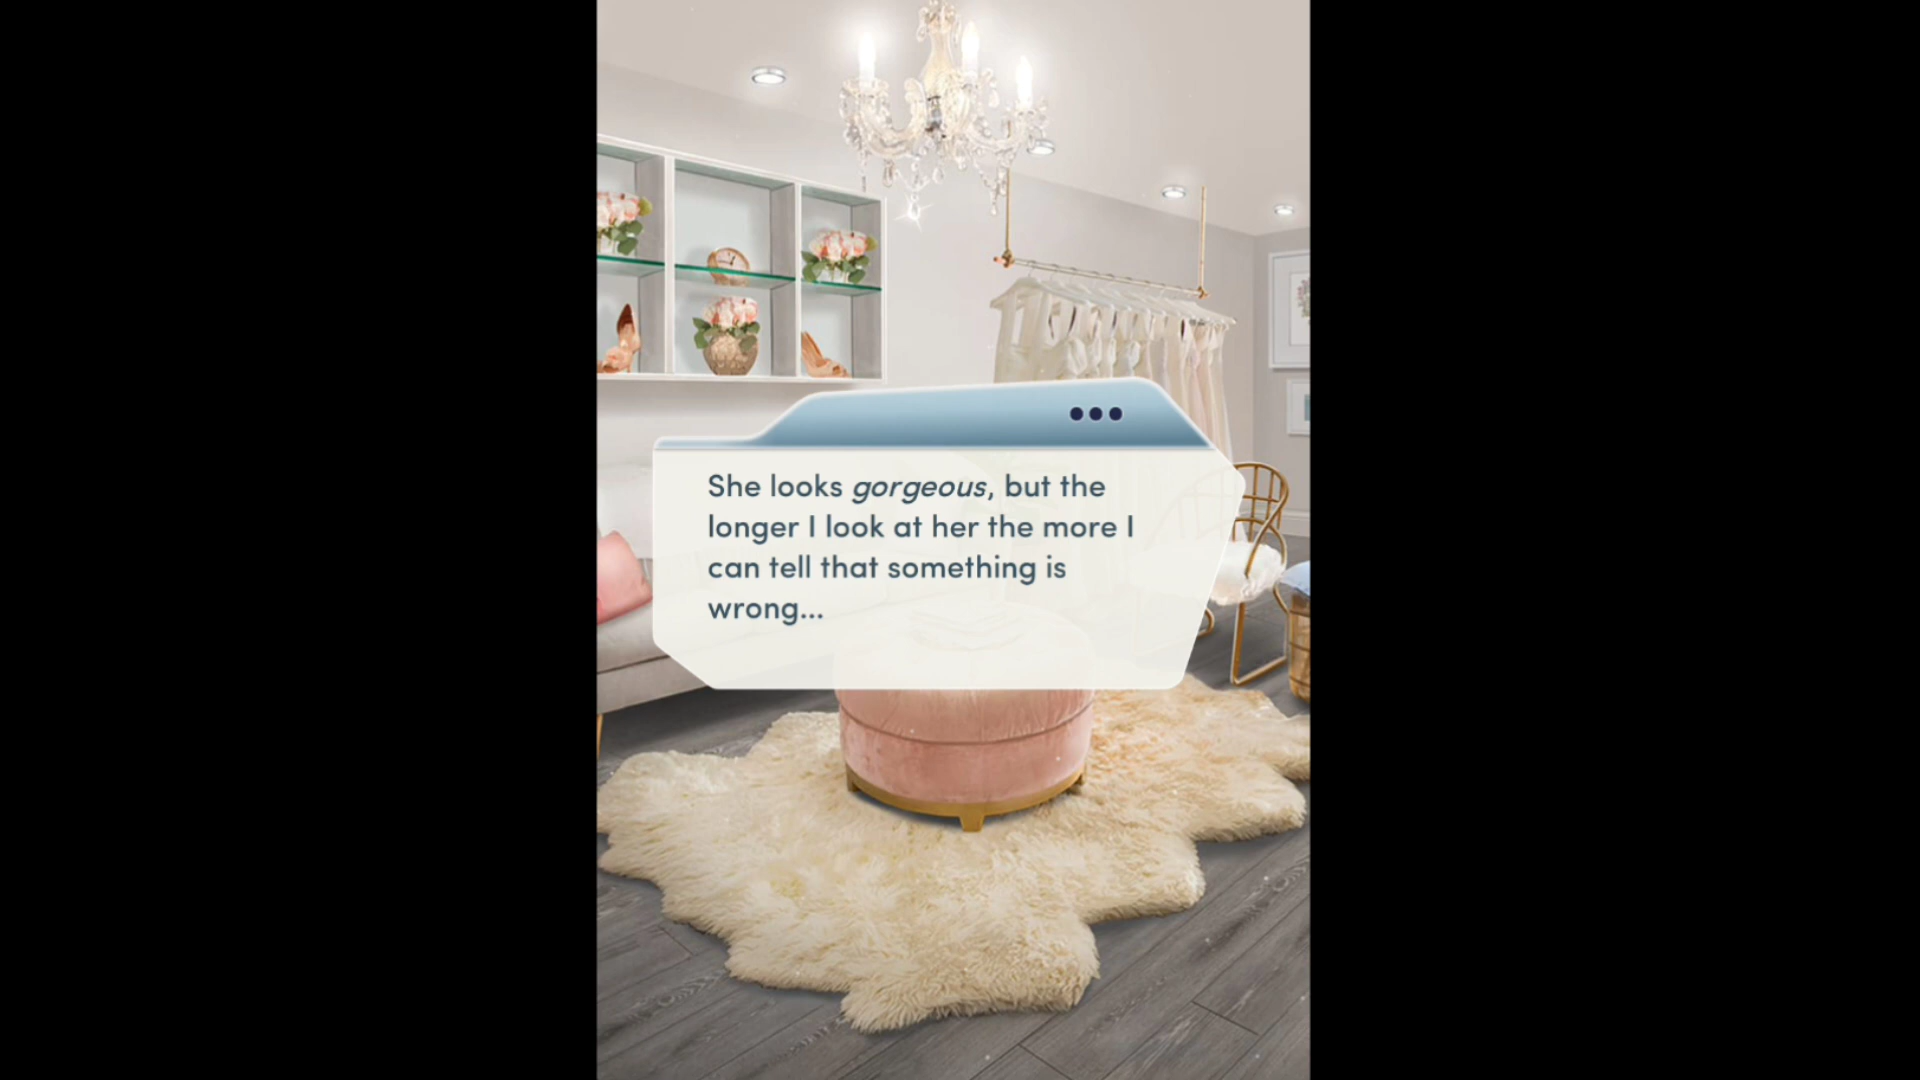 She looks gorgeous, but the
longer I look at her the more I
can tell that something is
wrong...